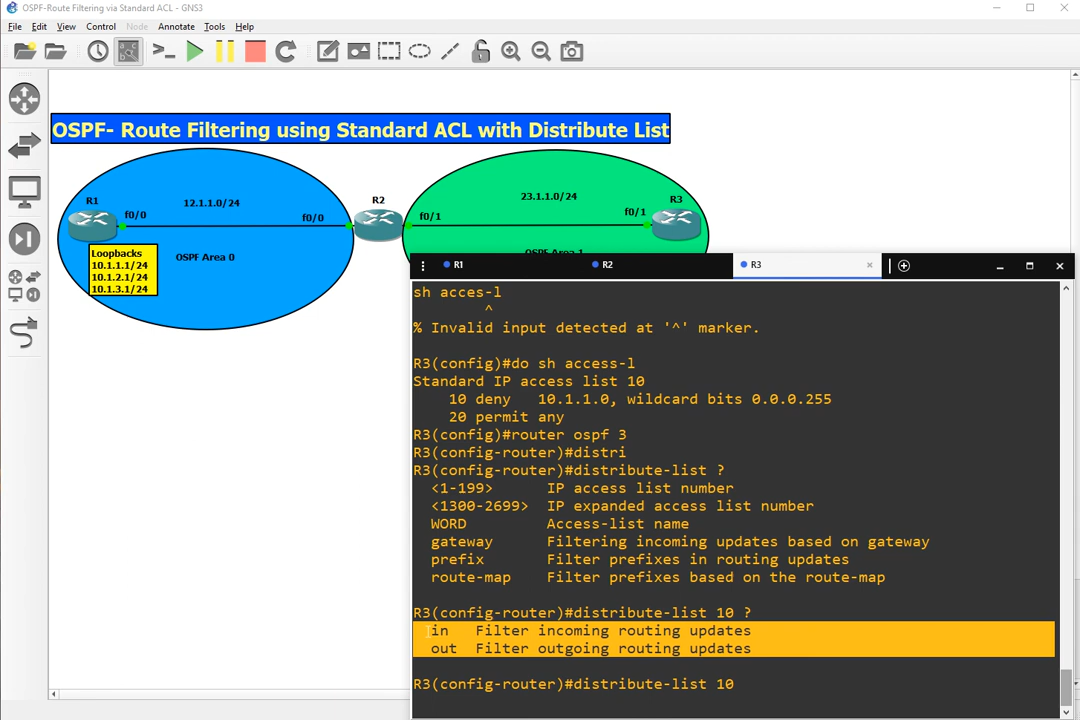 OSPF-Route Filtering via Standard ACL - GNS3
File Edit View Control Node Annotate Tools Help
OSPF- Route Filtering using Standard ACL with Distribute List
R1
f0/0
12.1.1.0/24
f0/0
R2
f0/1
23.1.1.0/24
f0/1
R3
Loopbacks
10.1.1.1/24
10.1.2.1/24
10.1.3.1/24
OSPF Area 0
OSPF Area 1
R1 R2 R3
sh acces-l
^
% Invalid input detected at '^' marker.
R3(config)#do sh access-l
Standard IP access list 10
10 deny 10.1.1.0, wildcard bits 0.0.0.255
20 permit any
R3(config)#router ospf 3
R3(config-router)#distri
R3(config-router)#distribute-list ?
<1-199> IP access list number
<1300-2699> IP expanded access list number
WORD Access-list name
gateway Filtering incoming updates based on gateway
prefix Filter prefixes in routing updates
route-map Filter prefixes based on the route-map
R3(config-router)#distribute-list 10 ?
in Filter incoming routing updates
out Filter outgoing routing updates
R3(config-router)#distribute-list 10